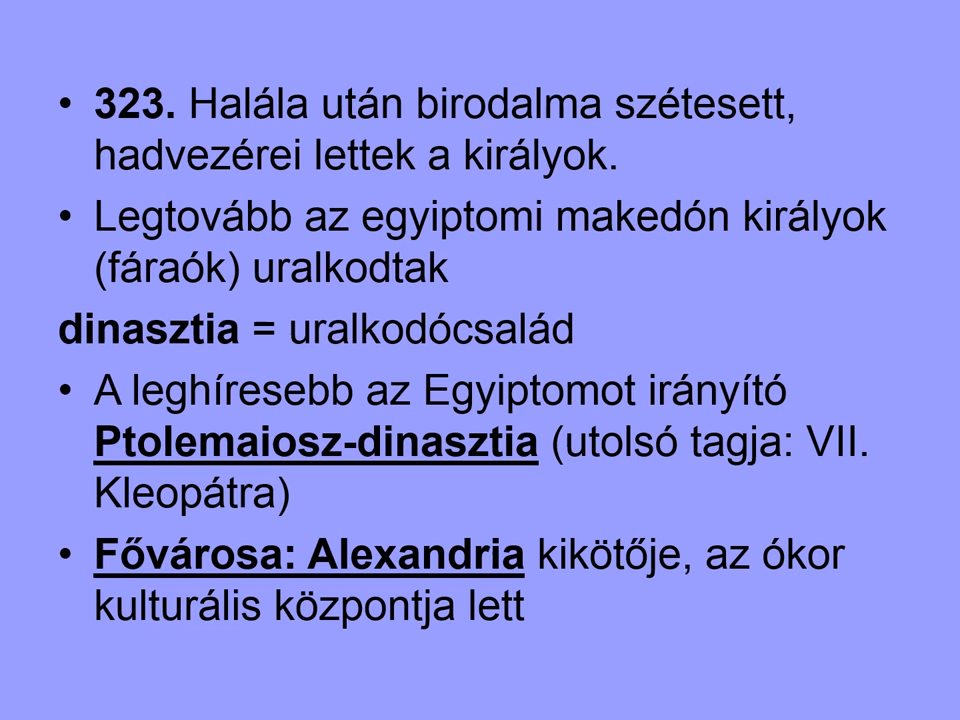 • 323. Halála után birodalma szétesett,
hadvezérei lettek a királyok.
• Legtovább az egyiptomi makedón királyok
(fáraók) uralkodtak
dinasztia = uralkodócsalád
• A leghíresebb az Egyiptomot irányító
Ptolemaiosz-dinasztia (utolsó tagja: VII.
Kleopátra)
• Fővárosa: Alexandria kikötője, az ókor
kulturális központja lett